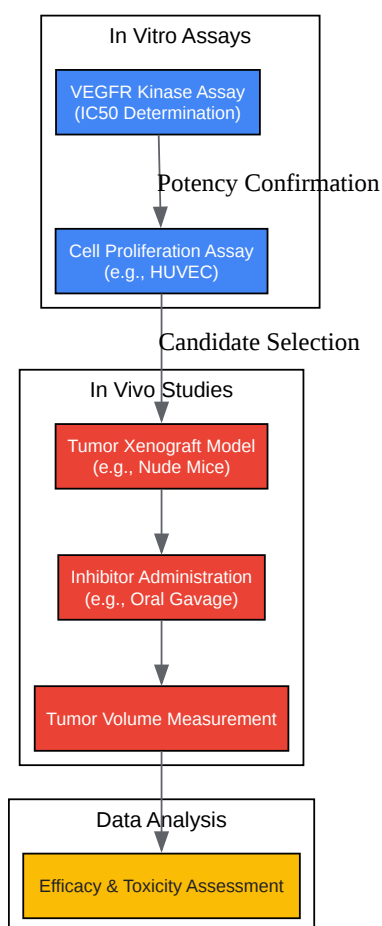 In Vitro Assays
VEGFR Kinase Assay
(IC50 Determination)
Potency Confirmation
Cell Proliferation Assay
(e.g., HUVEC)
Candidate Selection
In Vivo Studies
Tumor Xenograft Model
(e.g., Nude Mice)
Inhibitor Administration
(e.g., Oral Gavage)
Tumor Volume Measurement
Data Analysis
Efficacy & Toxicity Assessment